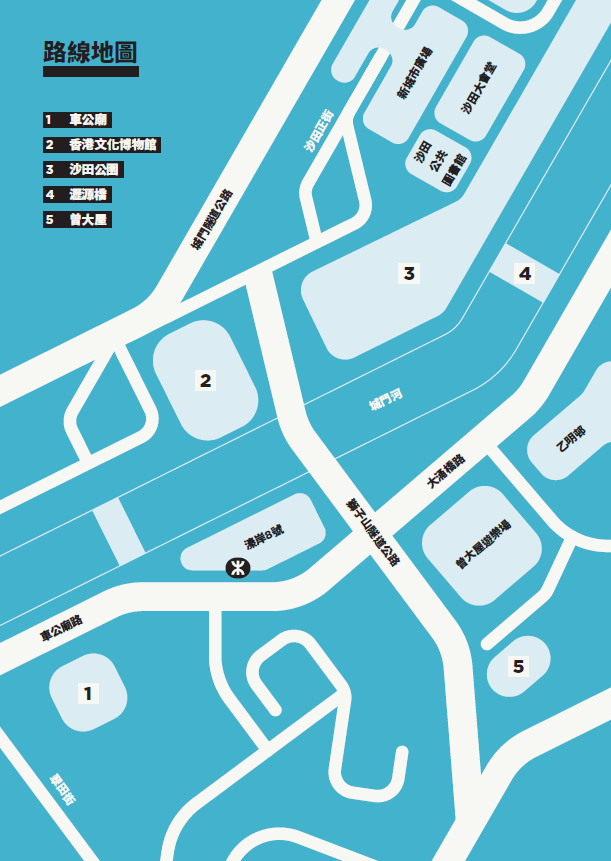 路線地圖
1 車公廟
2 香港文化博物館
3 沙田公園
4 瀝源橋
5 曾大屋
新城市廣場
沙田大會堂
沙田正街
沙田
公共
圖書館
城門隧道公路
3
4
2
城門河
乙明邨
大涌橋路
獅子山隧道公路
曾大屋遊樂場
濠岸8號
車公廟路
5
1
翠田街